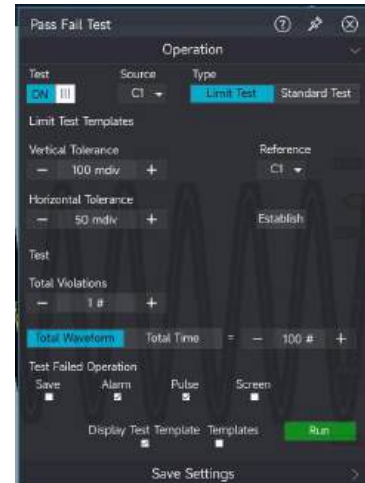 Pass Fail Test
Operation
Test Source Type
ON C1 Limit Test Standard Test
Limit Test Templates
Vertical Tolerance Reference
− 100 mdiv + C1
Horizontal Tolerance
− 50 mdiv + Establish
Test
Total Violations
− 1 # +
Total Waveform Total Time = − 100 # +
Test Failed Operation
Save Alarm Pulse Screen
Display Test Template Templates Run
Save Settings